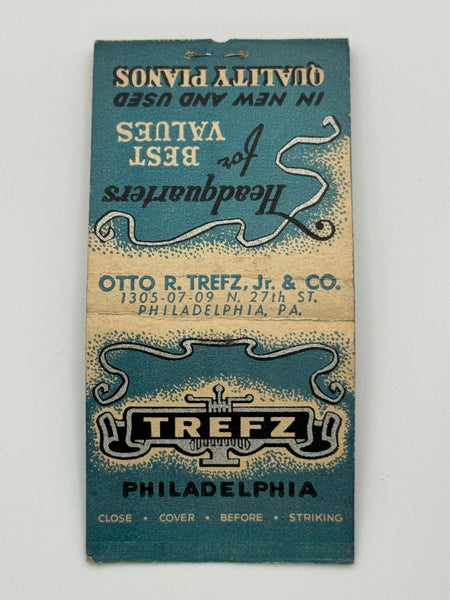 Headquarters
for
BEST
VALUES
IN NEW AND USED
QUALITY PIANOS
OTTO R. TREFZ, Jr. & CO.
1305-07-09 N. 27th ST.
PHILADELPHIA, PA.
TREFZ
PHILADELPHIA
CLOSE • COVER • BEFORE • STRIKING